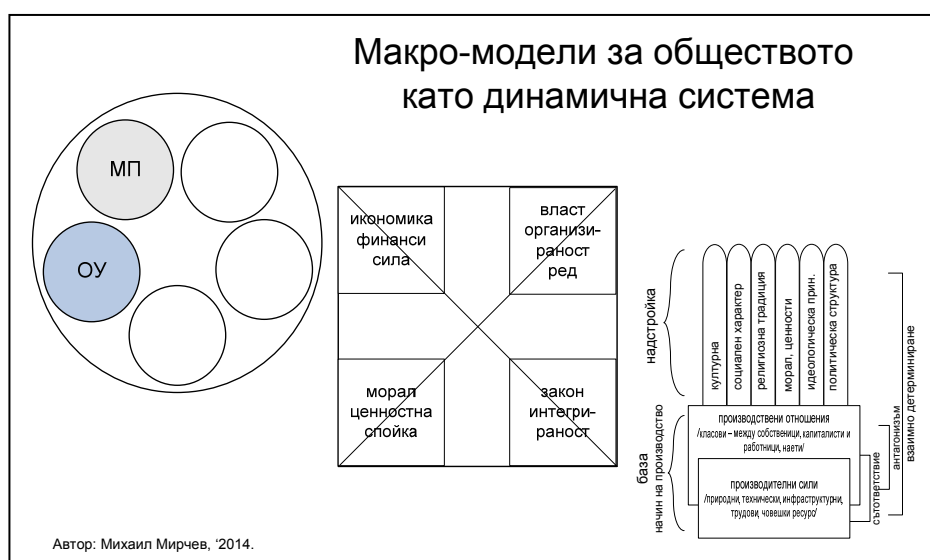 Макро-модели за обществото
като динамична система
МП
ОУ
икономика
финанси
сила
власт
организи-
раност
ред
морал
ценностна
спойка
закон
интегри-
раност
надстройка
културна
социален характер
религиозна традиция
морал, ценности
идеологическа прин.
политическа структура
база
начин на производство
производствени отношения
/класови – между собственици, капиталисти и
работници, наети/
производителни сили
/природни, технически, инфраструктурни,
трудови, човешки ресурс/
сътответствие
антагонизъм
взаимно детерминиране
Автор: Михаил Мирчев, ‘2014.